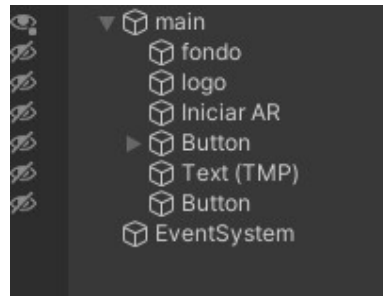 main
fondo
logo
Iniciar AR
Button
Text (TMP)
Button
EventSystem